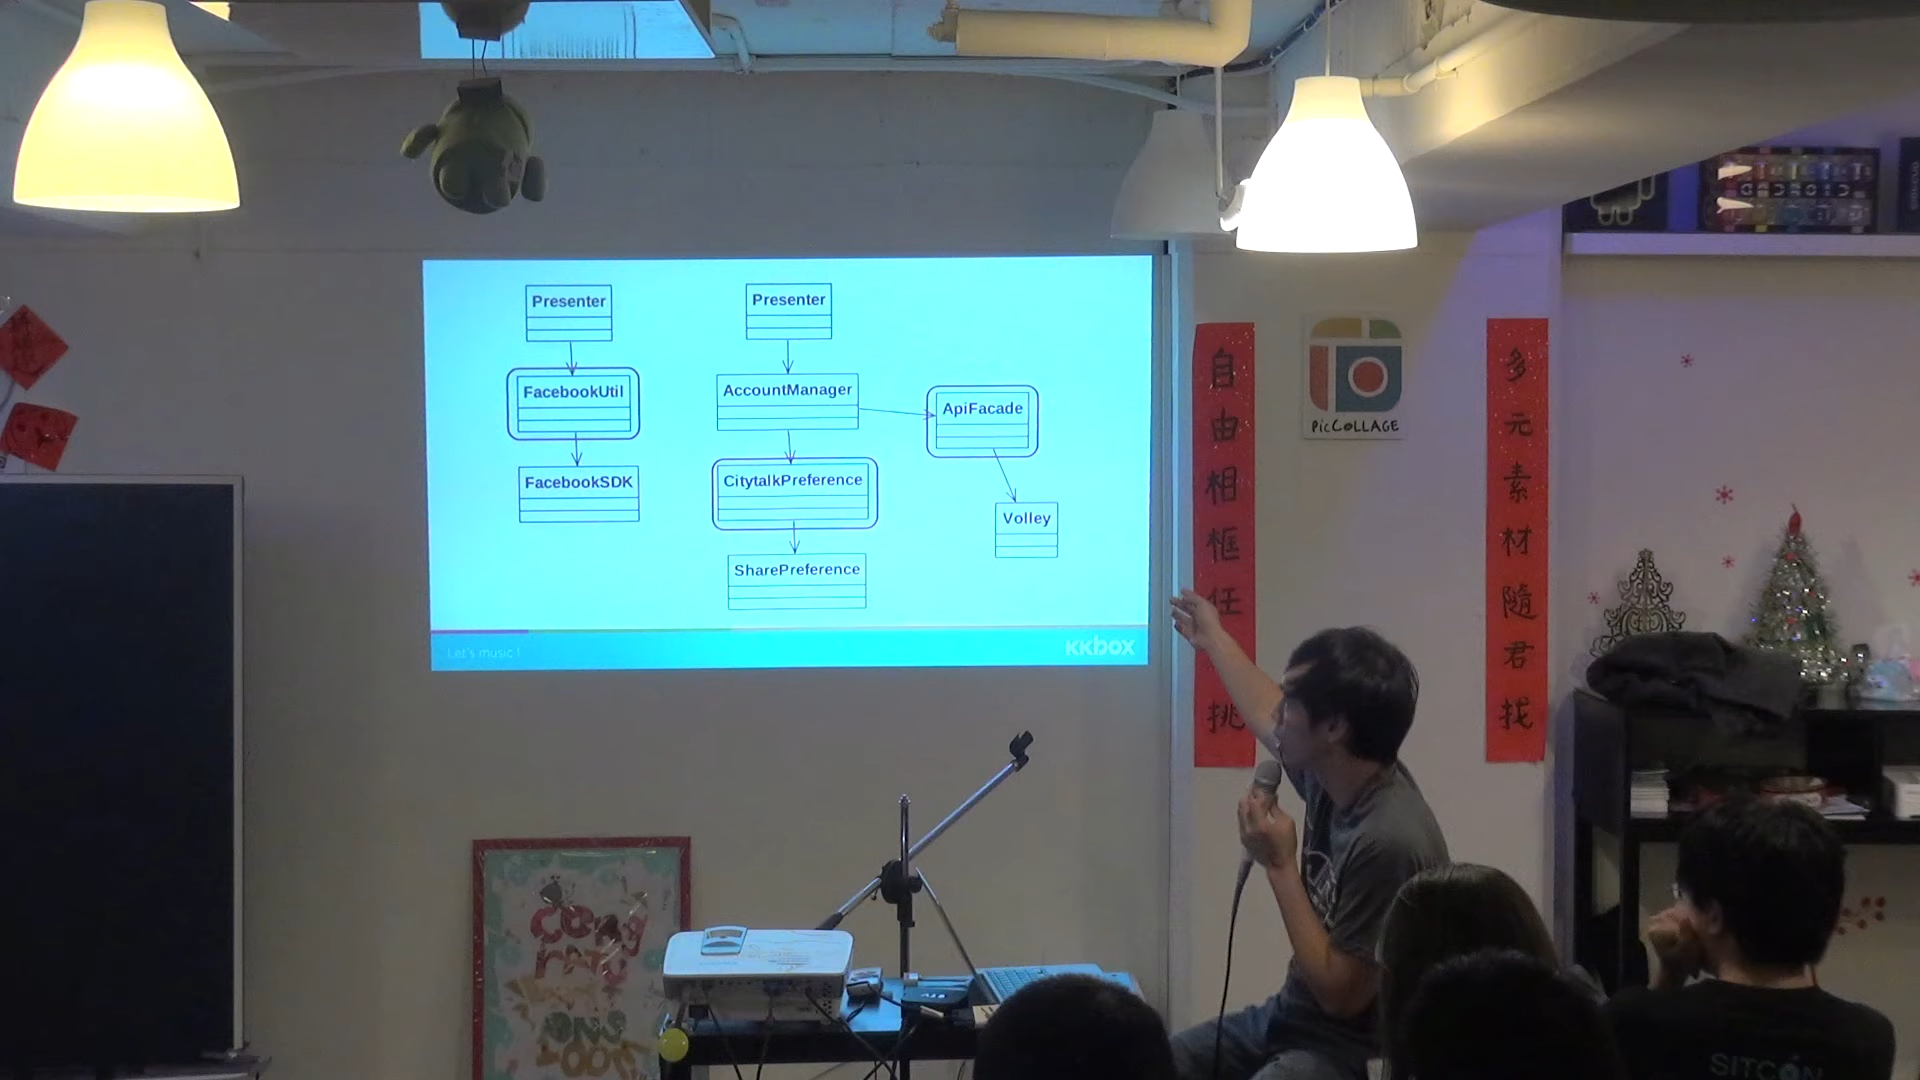 Presenter
FacebookUtil
FacebookSDK
Presenter
AccountManager
CitytalkPreference
SharePreference
ApiFacade
Volley
Let's music !
KKBOX
自由相框任挑
PicCOLLAGE
多元素材隨君找
SITCON